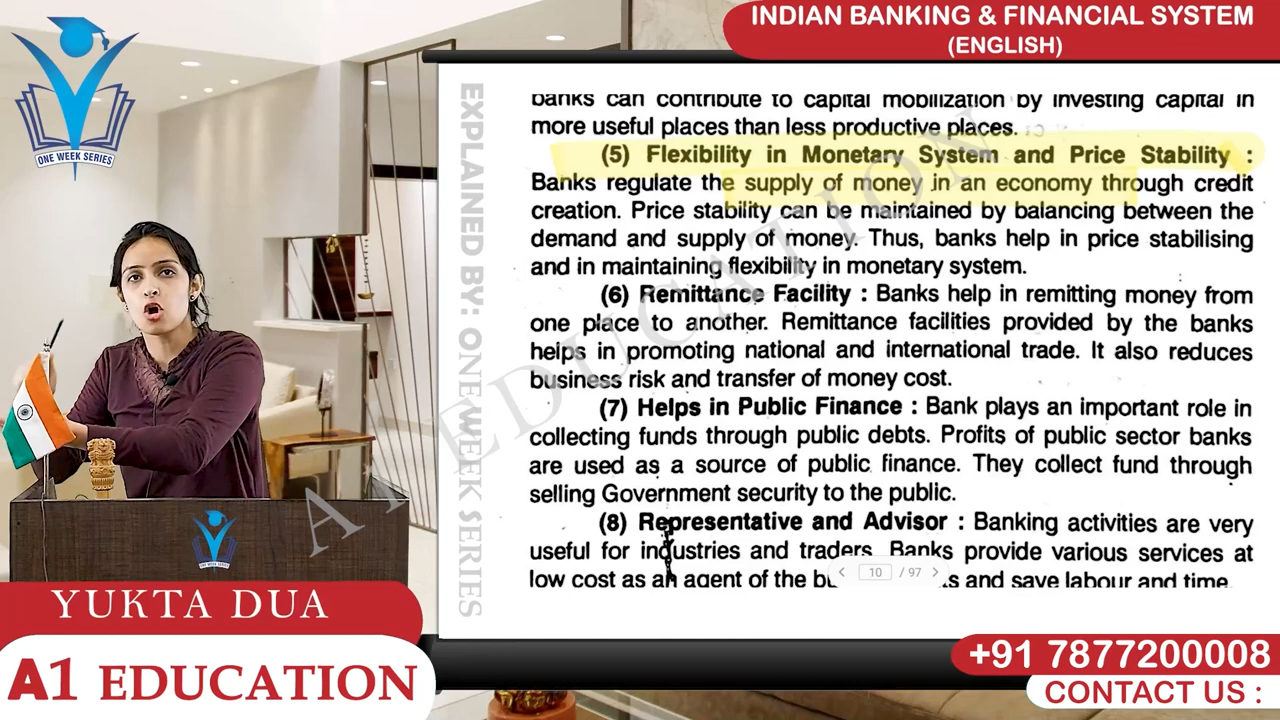 INDIAN BANKING & FINANCIAL SYSTEM
(ENGLISH)
ONE WEEK SERIES
EXPLAINED BY: ONE WEEK SERIES
A1 EDUCATION
banks can contribute to capital mobilization by investing capital in
more useful places than less productive places.
(5) Flexibility in Monetary System and Price Stability :
Banks regulate the supply of money in an economy through credit
creation. Price stability can be maintained by balancing between the
demand and supply of money. Thus, banks help in price stabilising
and in maintaining flexibility in monetary system.
(6) Remittance Facility : Banks help in remitting money from
one place to another. Remittance facilities provided by the banks
helps in promoting national and international trade. It also reduces
business risk and transfer of money cost.
(7) Helps in Public Finance : Bank plays an important role in
collecting funds through public debts. Profits of public sector banks
are used as a source of public finance. They collect fund through
selling Government security to the public.
(8) Representative and Advisor : Banking activities are very
useful for industries and traders. Banks provide various services at
low cost as an agent of the s and save labour and time.
10 / 97
ONE WEEK SERIES
YUKTA DUA
A1 EDUCATION
+91 7877200008
CONTACT US :